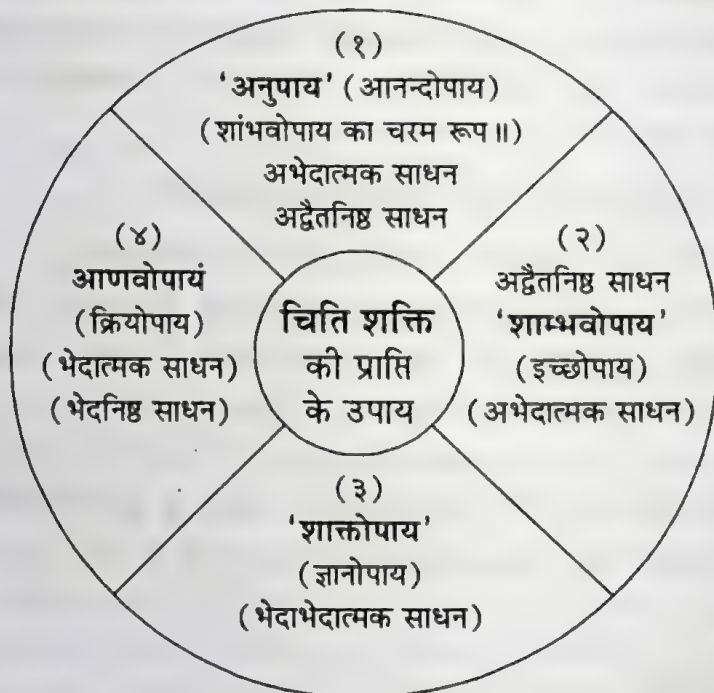 (१)
‘अनुपाय’ (आनन्दोपाय)
(शांभवोपाय का चरम रूप॥)
अभेदात्मक साधन
अद्वैतनिष्ठ साधन
(२)
अद्वैतनिष्ठ साधन
‘शाम्भवोपाय’
(इच्छोपाय)
(अभेदात्मक साधन)
(३)
‘शाक्तोपाय’
(ज्ञानोपाय)
(भेदाभेदात्मक साधन)
(४)
आणवोपायं
(क्रियोपाय)
(भेदात्मक साधन)
(भेदनिष्ठ साधन)
चिति शक्ति
की प्राप्ति
के उपाय